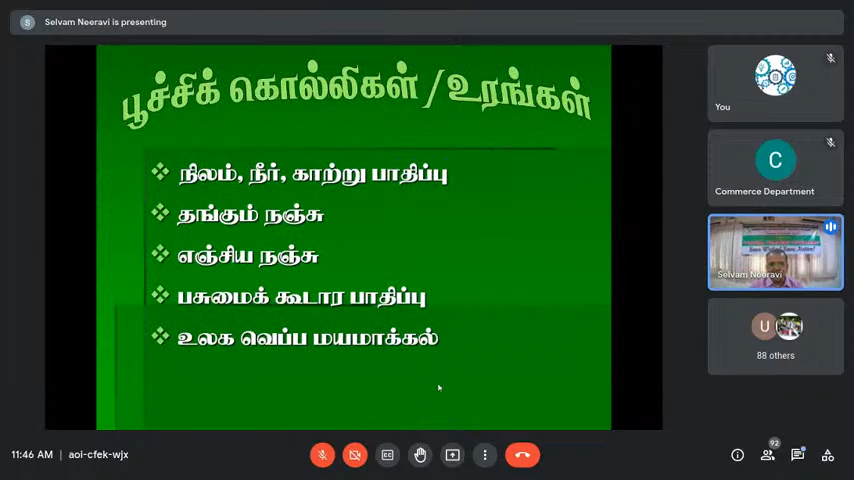 Selvam Neeravi is presenting
பூச்சிக் கொல்லிகள் / உரங்கள்
நிலம், நீர், காற்று பாதிப்பு
தங்கும் நஞ்சு
எஞ்சிய நஞ்சு
பசுமைக் கூடார பாதிப்பு
உலக வெப்ப மயமாக்கல்
S
You
C
Commerce Department
Selvam Neeravi
U
88 others
11:46 AM | aoi-cfek-wjx
CC
92